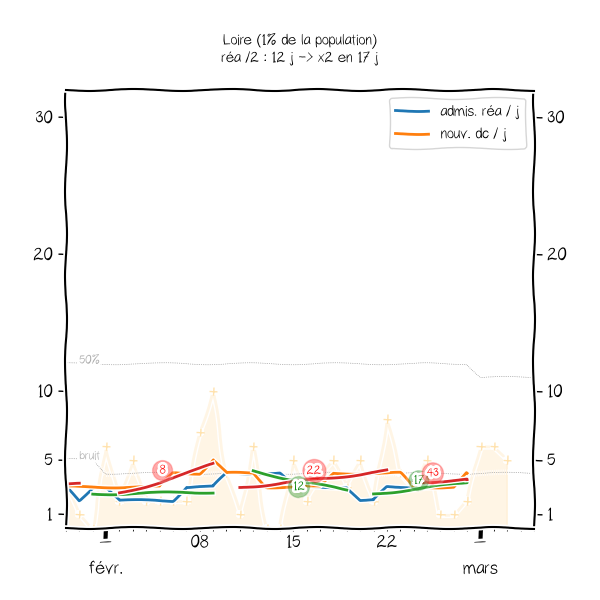 Loire (1% de la population)
réa /2 : 12 j -> x2 en 17 j
admis. réa / j
nouv. dc / j
30 30
20 20
50%
10 10
bruit
5 5
8 22 43
12 17
1 1
08 15 22
févr. mars